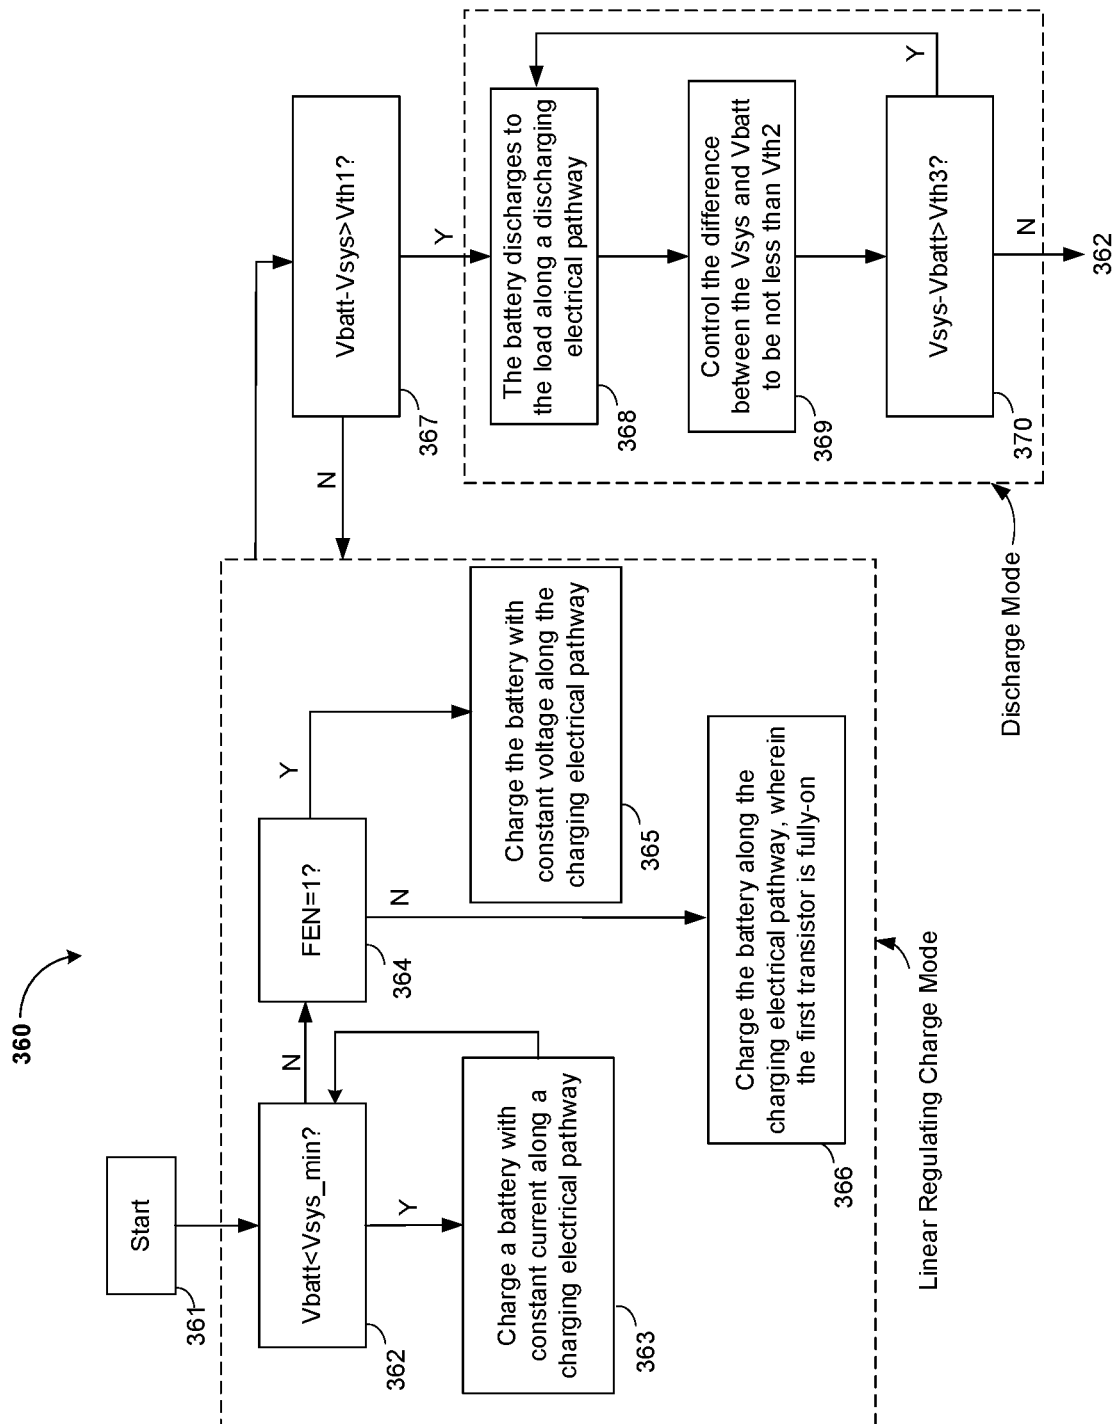 360
Start
361
Vbatt<Vsys_min?
362
Y
N
Charge a battery with
constant current along a
charging electrical pathway
363
FEN=1?
364
Y
N
Charge the battery with
constant voltage along the
charging electrical pathway
365
Charge the battery along the
charging electrical pathway, wherein
the first transistor is fully-on
366
Linear Regulating Charge Mode
Vbatt-Vsys>Vth1?
367
N
Y
The battery discharges to
the load along a discharging
electrical pathway
368
Control the difference
between the Vsys and Vbatt
to be not less than Vth2
369
Vsys-Vbatt>Vth3?
370
Y
N
362
Discharge Mode